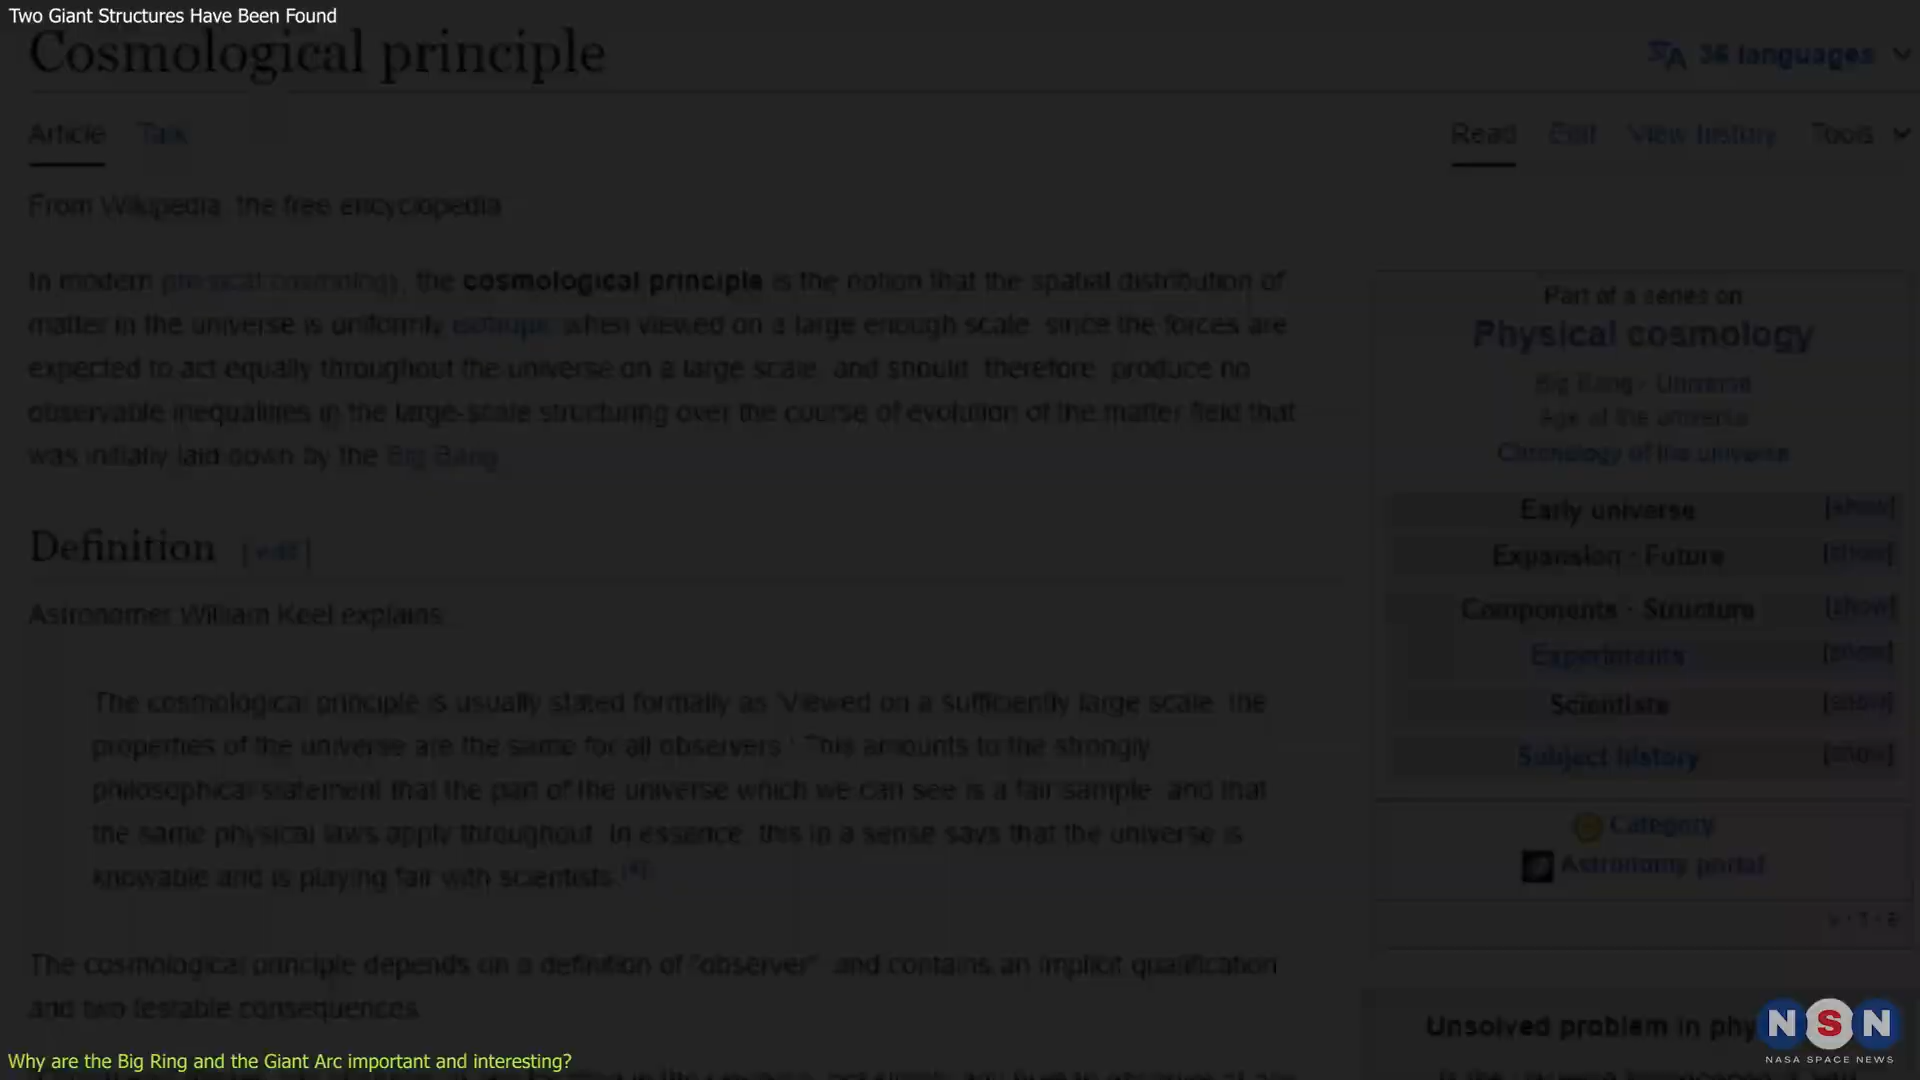 Two Giant Structures Have Been Found
Cosmological principle
36 languages
Article Talk
Read Edit View history Tools
From Wikipedia, the free encyclopedia
In modern physical cosmology, the cosmological principle is the notion that the spatial distribution of
matter in the universe is uniformly isotropic when viewed on a large enough scale, since the forces are
expected to act equally throughout the universe on a large scale, and should, therefore, produce no
observable inequalities in the large-scale structuring over the course of evolution of the matter field that
was initially laid down by the Big Bang.
Part of a series on
Physical cosmology
Big Bang · Universe
Age of the universe
Chronology of the universe
Early universe [show]
Expansion · Future [show]
Components · Structure [show]
Experiments [show]
Scientists [show]
Subject history [show]
Category
Astronomy portal
v · t · e
Definition [edit]
Astronomer William Keel explains:
The cosmological principle is usually stated formally as 'Viewed on a sufficiently large scale, the
properties of the universe are the same for all observers.' This amounts to the strongly
philosophical statement that the part of the universe which we can see is a fair sample, and that
the same physical laws apply throughout. In essence, this in a sense says that the universe is
knowable and is playing fair with scientists.[4]
The cosmological principle depends on a definition of "observer", and contains an implicit qualification
and two testable consequences.
Unsolved problem in phy
NSN
NASA SPACE NEWS
Why are the Big Ring and the Giant Arc important and interesting?